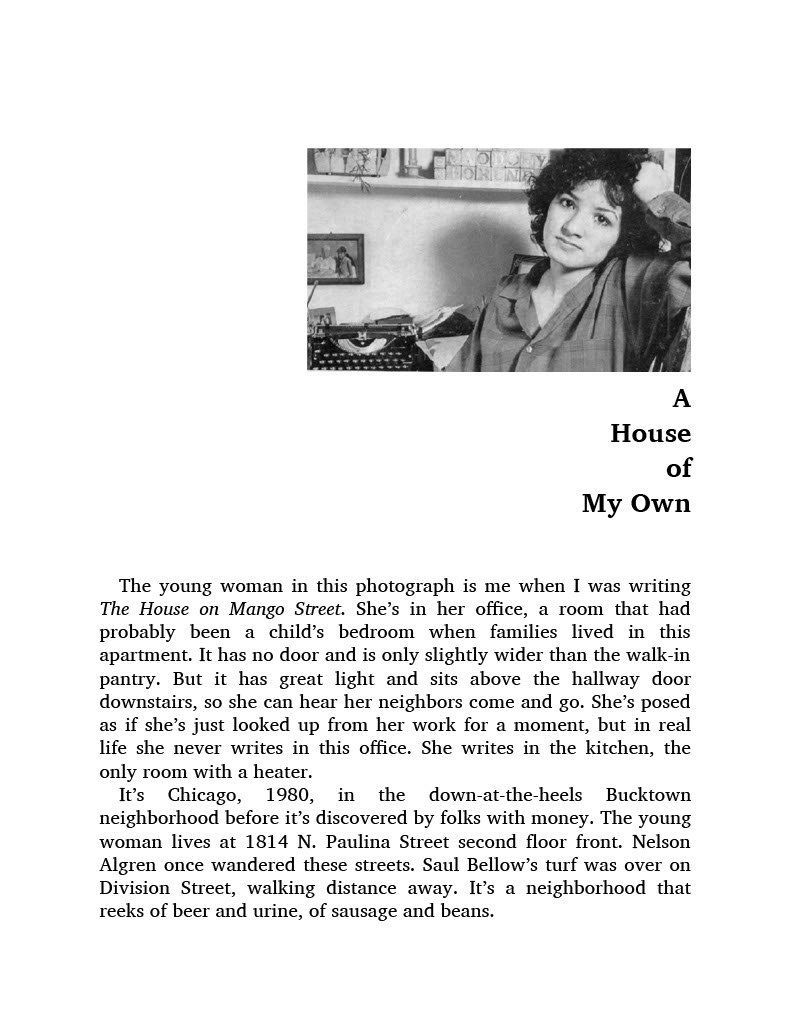 A
House
of
My Own
The young woman in this photograph is me when I was writing
The House on Mango Street. She’s in her office, a room that had
probably been a child’s bedroom when families lived in this
apartment. It has no door and is only slightly wider than the walk-in
pantry. But it has great light and sits above the hallway door
downstairs, so she can hear her neighbors come and go. She’s posed
as if she’s just looked up from her work for a moment, but in real
life she never writes in this office. She writes in the kitchen, the
only room with a heater.
It’s Chicago, 1980, in the down-at-the-heels Bucktown
neighborhood before it’s discovered by folks with money. The young
woman lives at 1814 N. Paulina Street second floor front. Nelson
Algren once wandered these streets. Saul Bellow’s turf was over on
Division Street, walking distance away. It’s a neighborhood that
reeks of beer and urine, of sausage and beans.